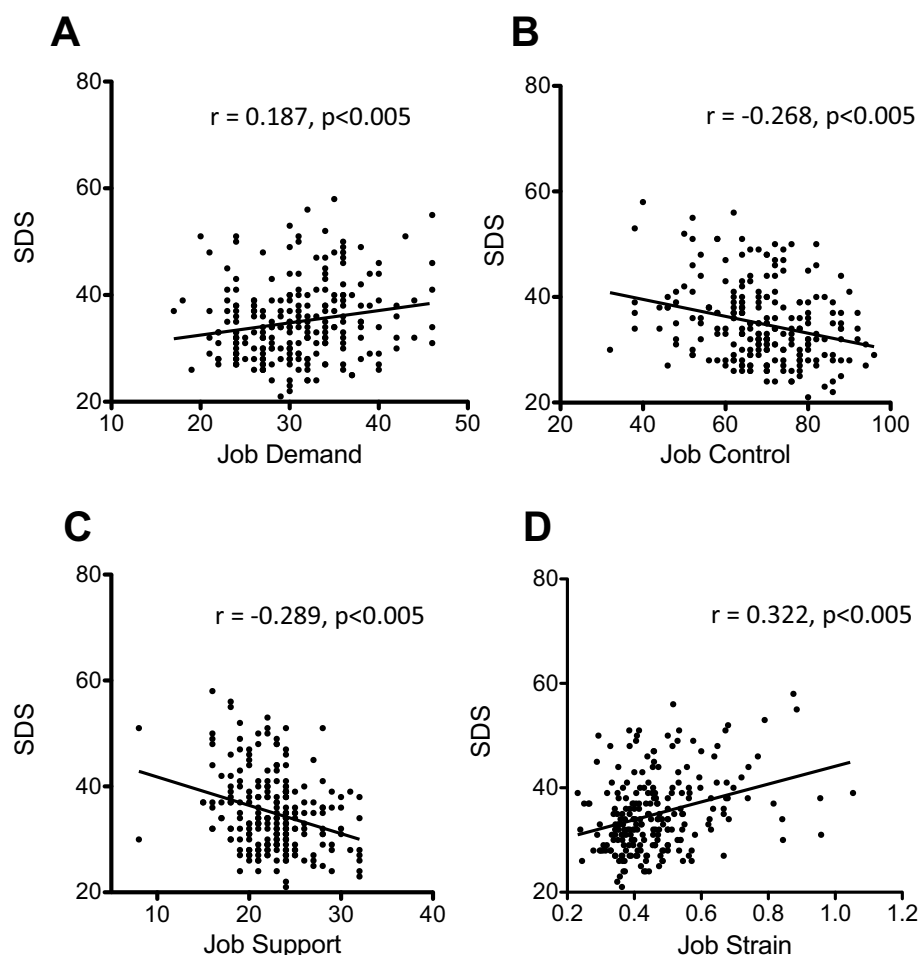 A
80
60
40
20
SDS
r = 0.187, p<0.005
10
20
30
40
50
Job Demand
B
80
60
40
20
SDS
r = -0.268, p<0.005
20
40
60
80
100
Job Control
C
80
60
40
20
SDS
r = -0.289, p<0.005
10
20
30
40
Job Support
D
80
60
40
20
SDS
r = 0.322, p<0.005
0.2
0.4
0.6
0.8
1.0
1.2
Job Strain